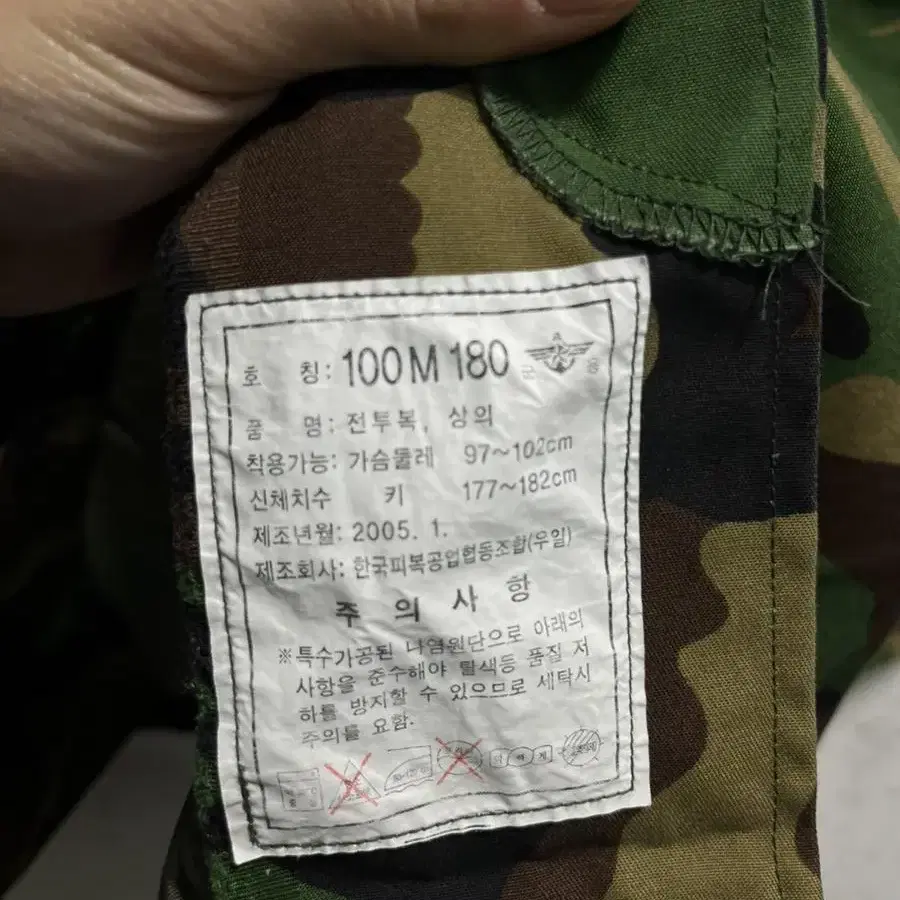 호 칭: 100M 180
군 용
품 명: 전투복, 상의
착용가능: 가슴둘레 97~102cm
신체치수 키 177~182cm
제조년월: 2005. 1.
제조회사: 한국피복공업협동조합(우일)
주 의 사 항
※특수가공된 나염원단으로 아래의
사항을 준수해야 탈색등 품질 저
하를 방지할 수 있으므로 세탁시
주의를 요함.